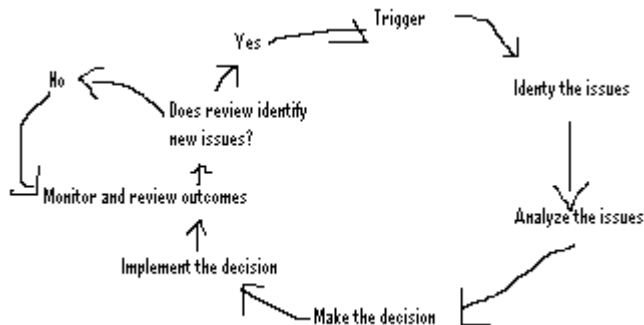 Trigger
Yes
No
Identy the issues
Does review identify
new issues?
Monitor and review outcomes
Analyze the issues
Implement the decision
Make the decision